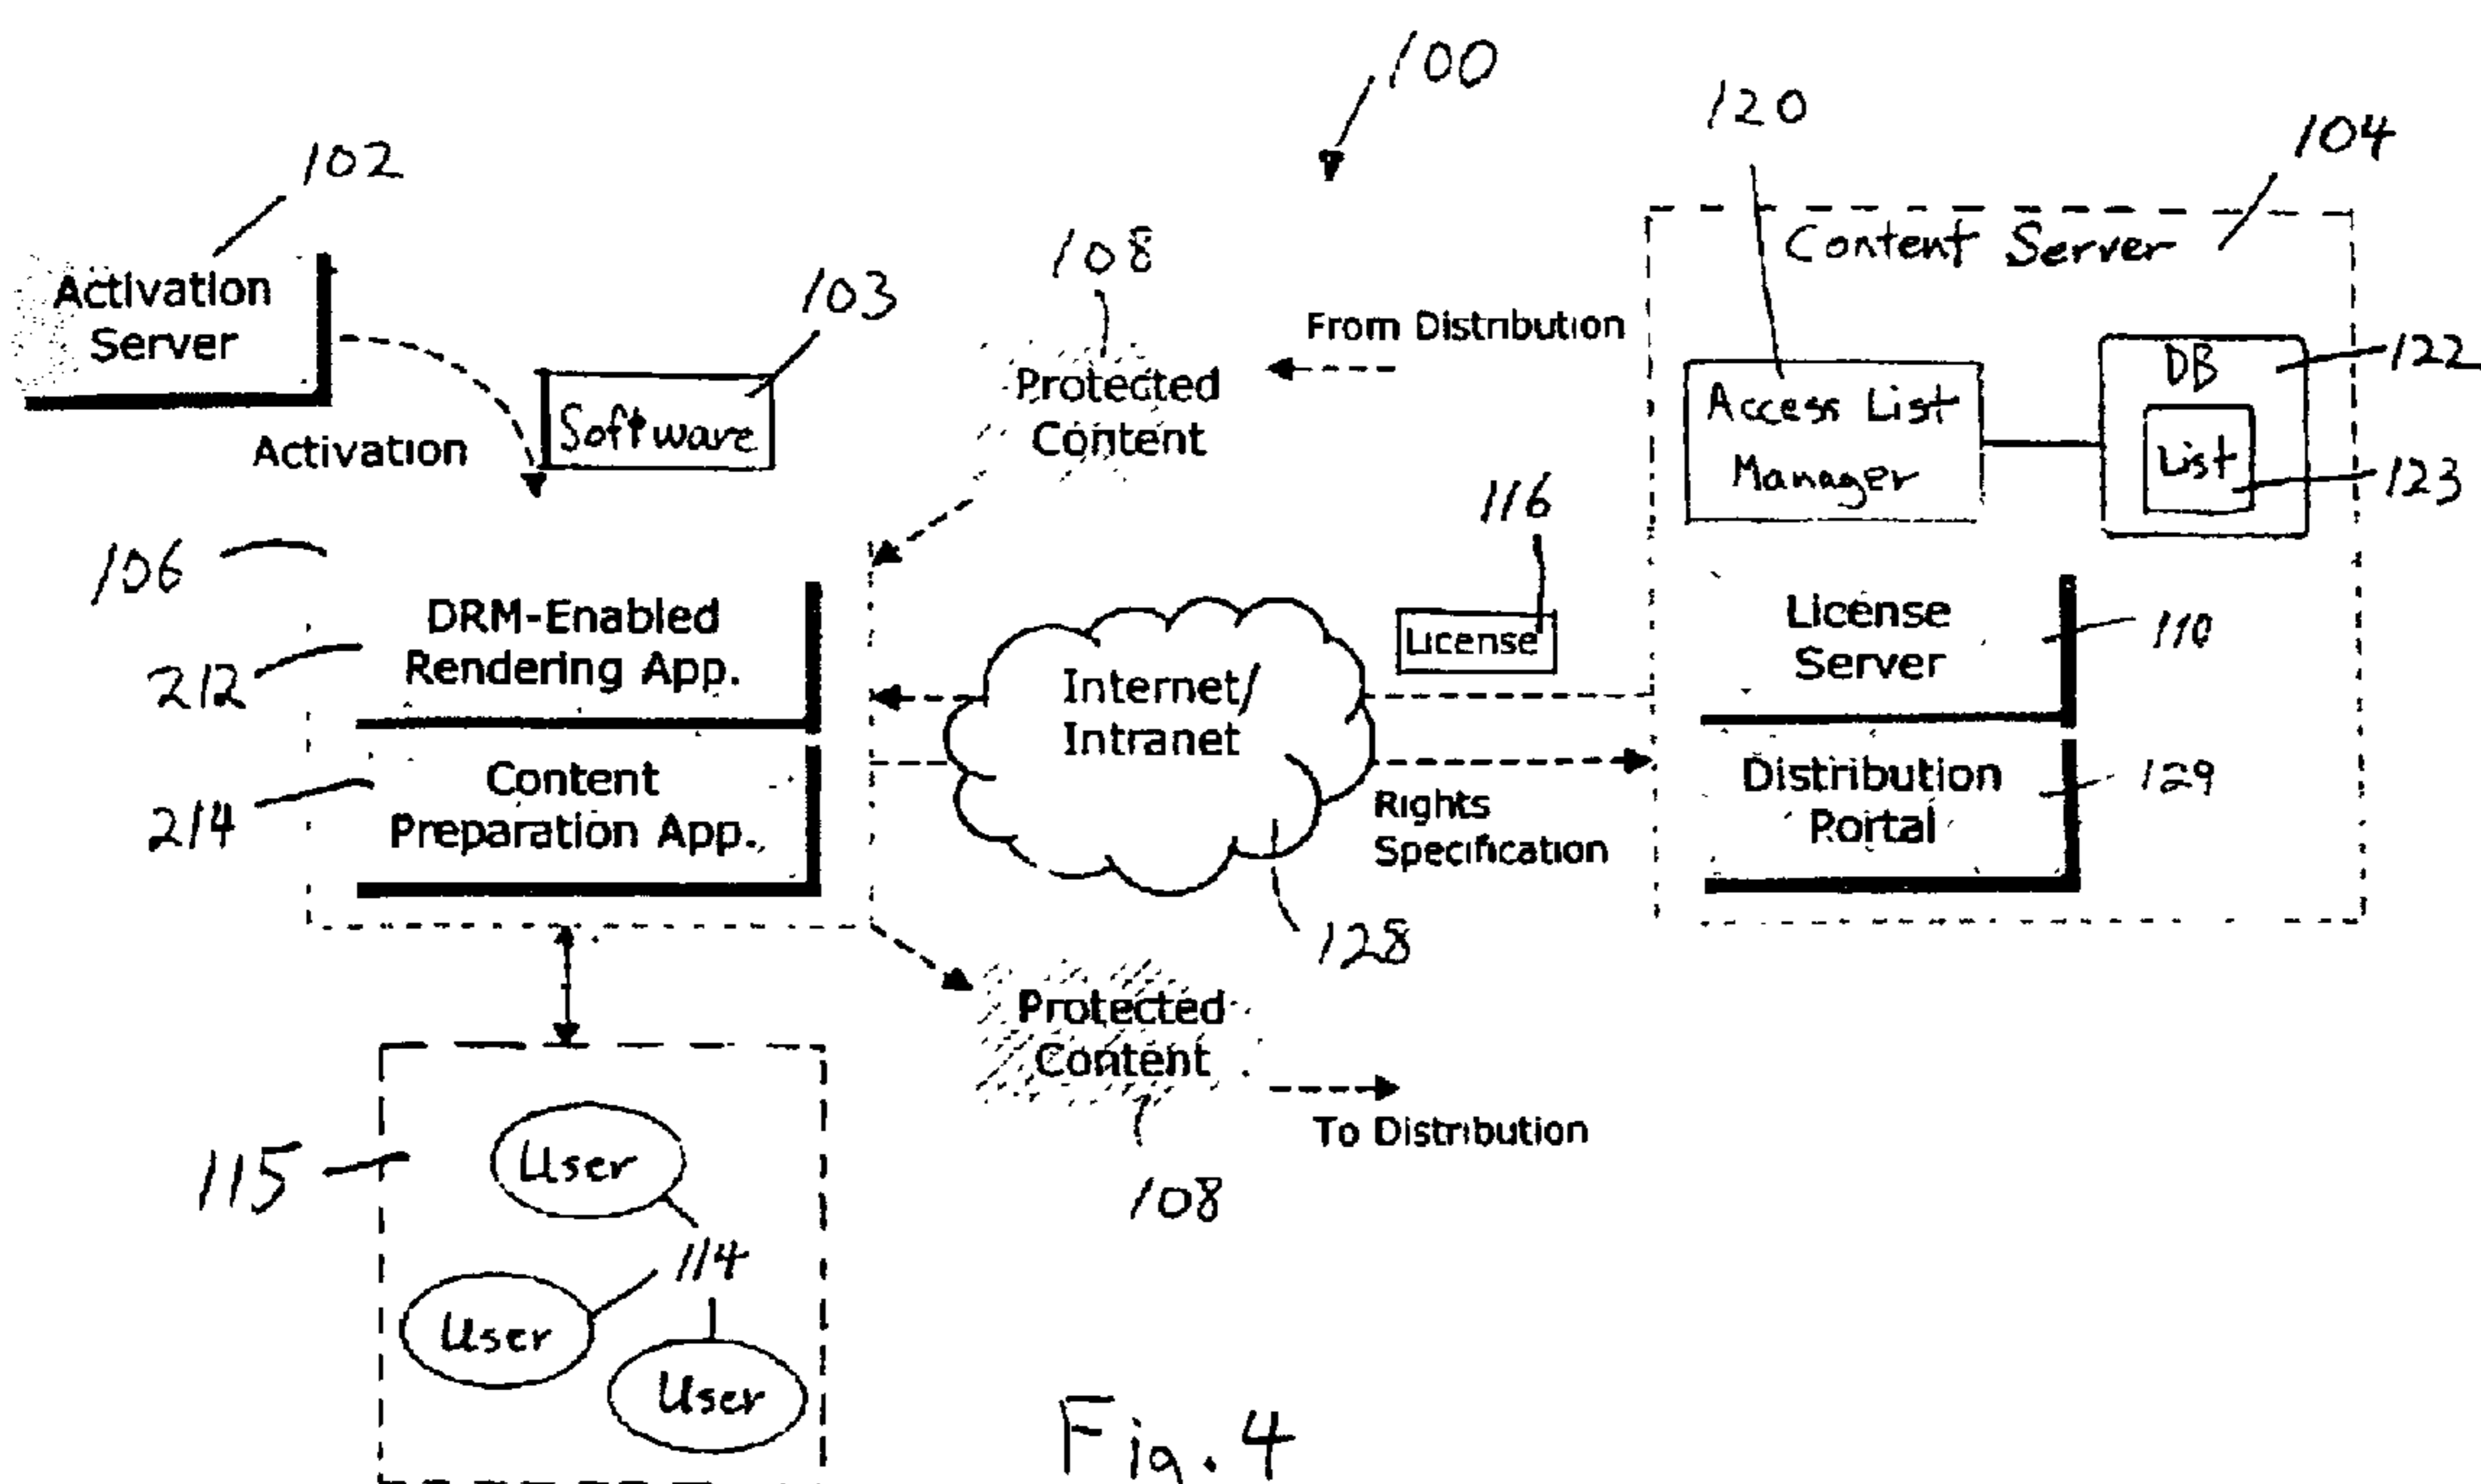 100
120
104
102
Content Server
108
Activation
Server
103
From Distribution
DB
122
Protected
Content
Access List
Manager
List
123
Software
Activation
116
106
DRM-Enabled
Rendering App.
212
License
License
Server
110
Internet/
Intranet
Content
Preparation App.
214
Distribution
Portal
129
Rights
Specification
128
Protected
Content
To Distribution
115
User
108
114
User
User
Fig. 4